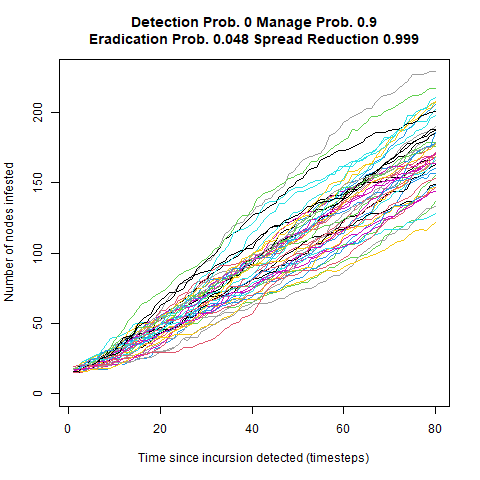 Detection Prob. 0 Manage Prob. 0.9
Eradication Prob. 0.048 Spread Reduction 0.999
Number of nodes infested
200
150
100
50
0
0 20 40 60 80
Time since incursion detected (timesteps)